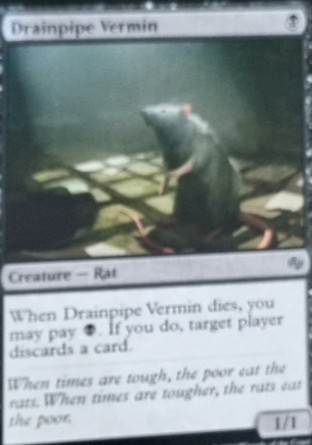 Drainpipe Vermin
Creature — Rat
When Drainpipe Vermin dies, you
may pay. If you do, target player
discards a card.
When times are tough, the poor eat the
rats. When times are tougher, the rats eat
the poor.
1/1